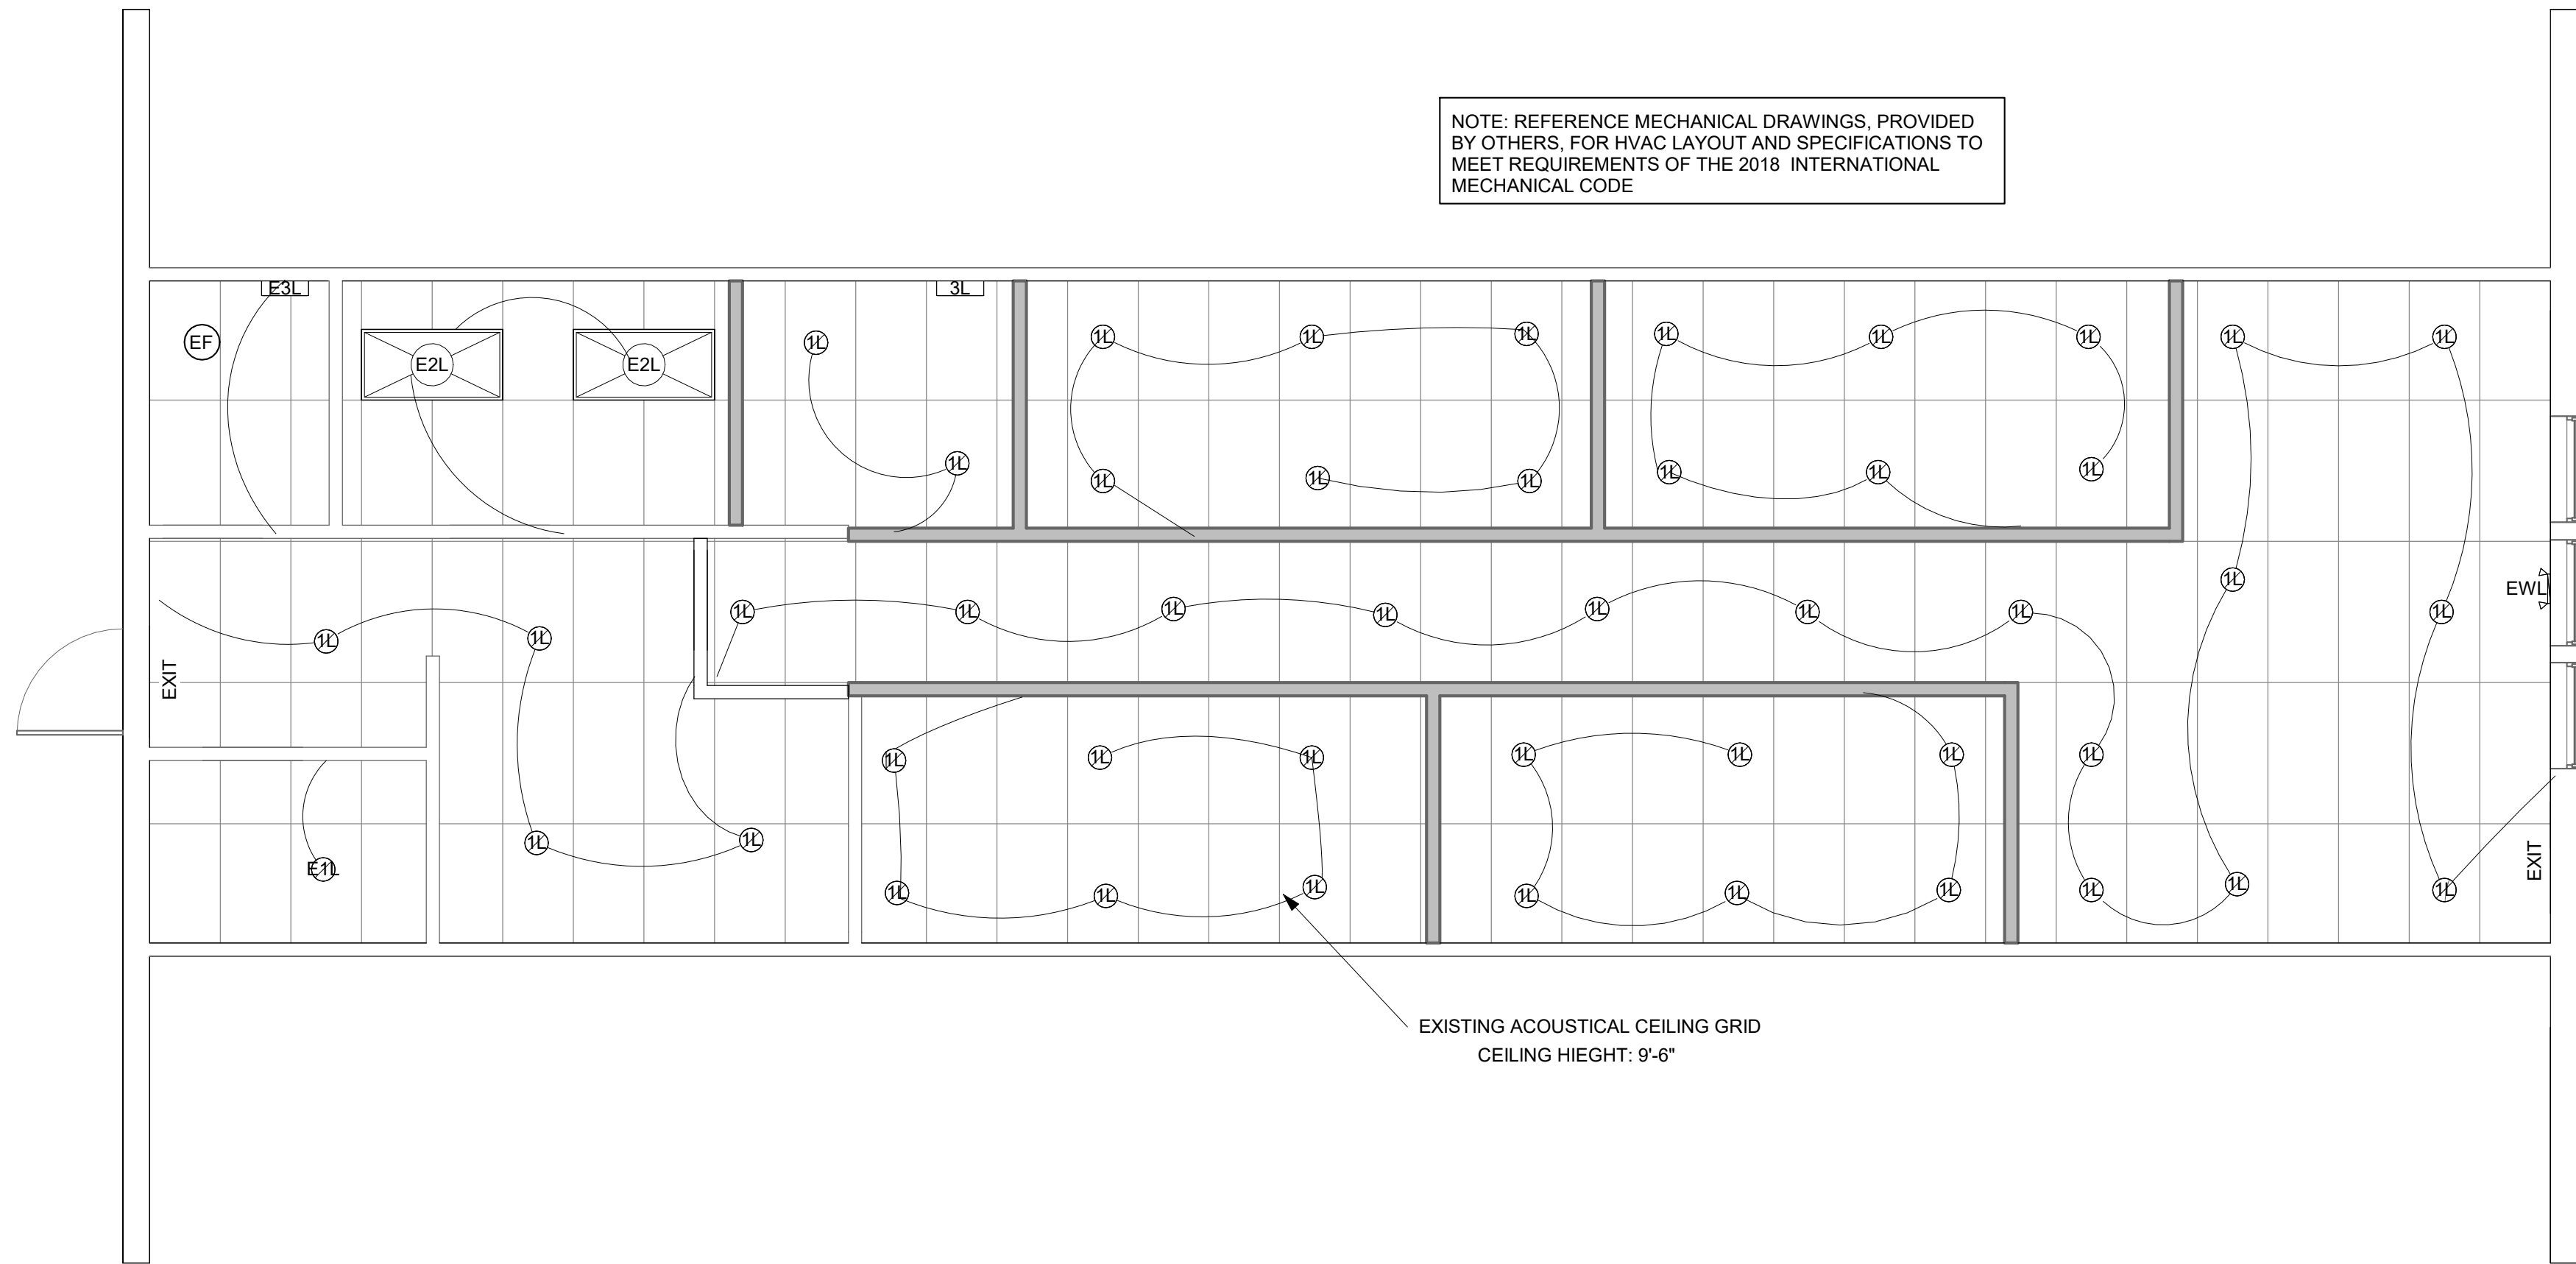 NOTE: REFERENCE MECHANICAL DRAWINGS, PROVIDED
BY OTHERS, FOR HVAC LAYOUT AND SPECIFICATIONS TO
MEET REQUIREMENTS OF THE 2018 INTERNATIONAL
MECHANICAL CODE
E3L
3L
EF
1L
1L
1L
1L
1L
1L
1L
1L
1L
E2L
E2L
1L
1L
1L
1L
1L
1L
1L
1L
EWL
1L
1L
1L
1L
1L
1L
1L
1L
1L
1L
EXIT
1L
1L
1L
1L
1L
1L
1L
1L
1L
EXIT
E1L
1L
1L
1L
1L
1L
1L
1L
1L
1L
EXISTING ACOUSTICAL CEILING GRID
CEILING HIEGHT: 9'-6"